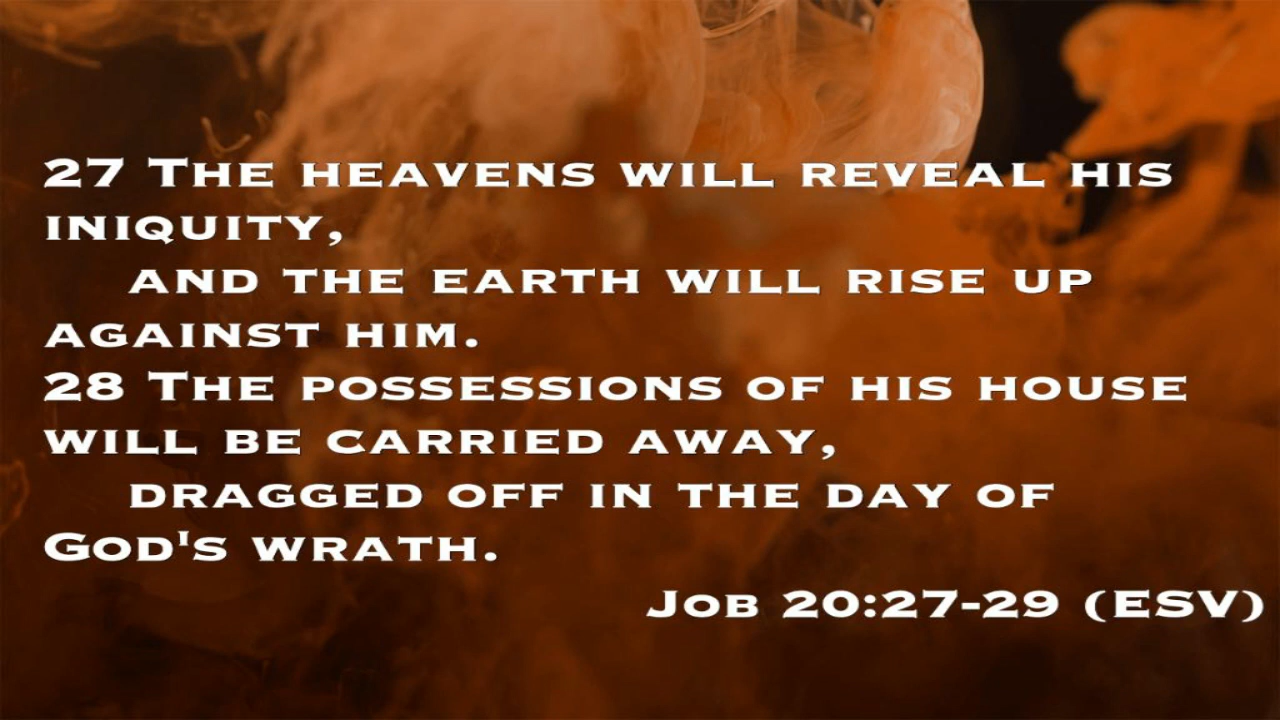 27 The heavens will reveal his
iniquity,
and the earth will rise up
against him.
28 The possessions of his house
will be carried away,
dragged off in the day of
God's wrath.
Job 20:27-29 (ESV)